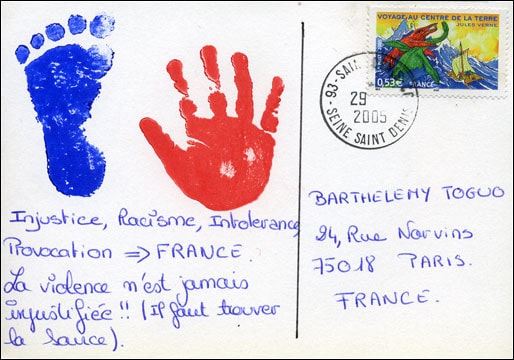 VOYAGE AU CENTRE DE LA TERRE
JULES VERNE
0,53€ FRANCE
93-SAIN
29
2005
SEINE SAINT DENIS
Injustice, Racisme, Intolerance,
Provocation => FRANCE.
La violence n'est jamais
injustifiée !! (Il faut trouver
la sauce).
BARTHELEMY TOGUO
24, Rue Norvins
75018 PARIS.
FRANCE.